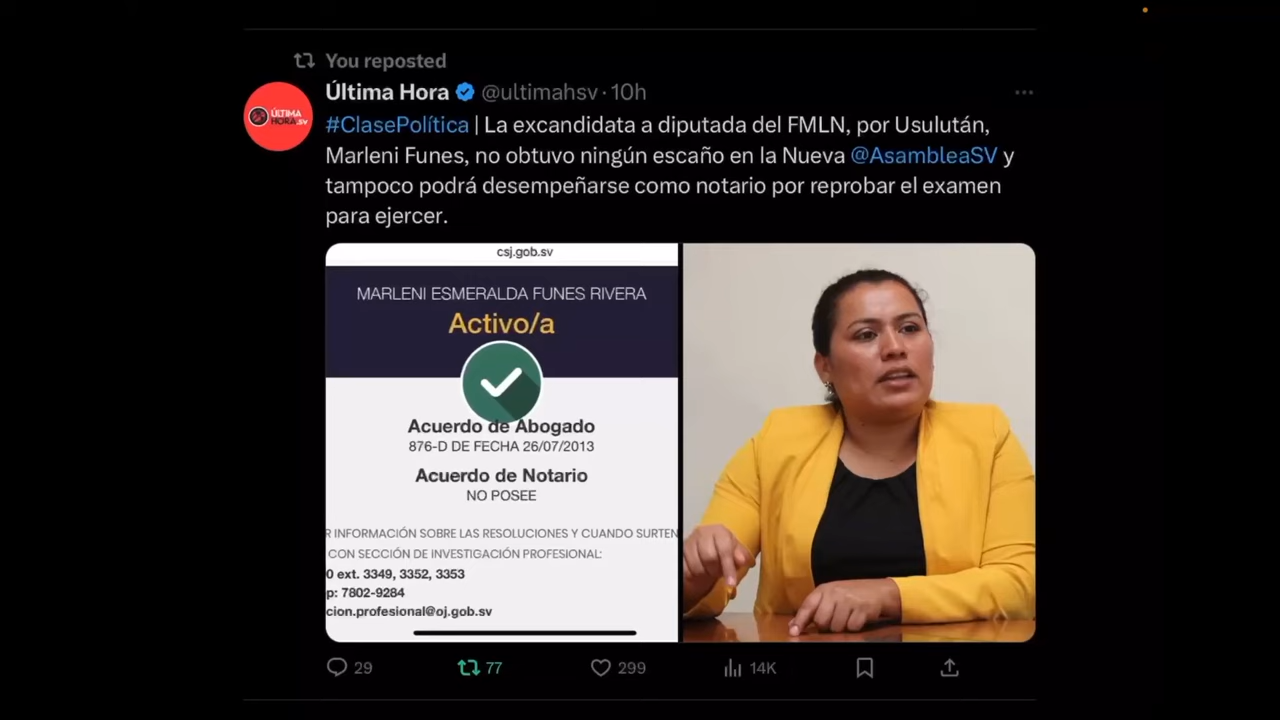 You reposted
Última Hora @ultimahsv · 10h
ÚLTIMA
HORA.SV
#ClasePolítica | La excandidata a diputada del FMLN, por Usulután,
Marleni Funes, no obtuvo ningún escaño en la Nueva @AsambleaSV y
tampoco podrá desempeñarse como notario por reprobar el examen
para ejercer.
csj.gob.sv
MARLENI ESMERALDA FUNES RIVERA
Activo/a
Acuerdo de Abogado
876-D DE FECHA 26/07/2013
Acuerdo de Notario
NO POSEE
R INFORMACIÓN SOBRE LAS RESOLUCIONES Y CUANDO SURTEN
CON SECCIÓN DE INVESTIGACIÓN PROFESIONAL:
0 ext. 3349, 3352, 3353
p: 7802-9284
cion.profesional@oj.gob.sv
29 77 299 14K